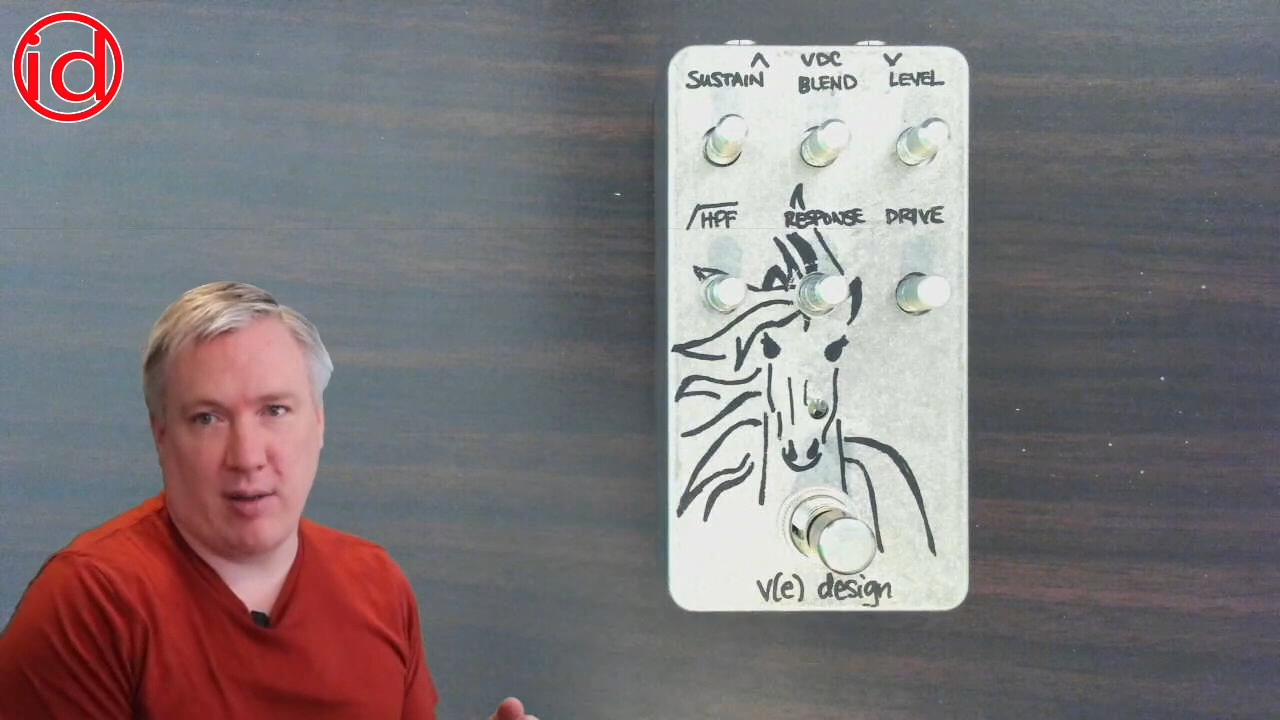 id
∧ VDC ∨
SUSTAIN BLEND LEVEL
HPF RESPONSE DRIVE
v(e) design